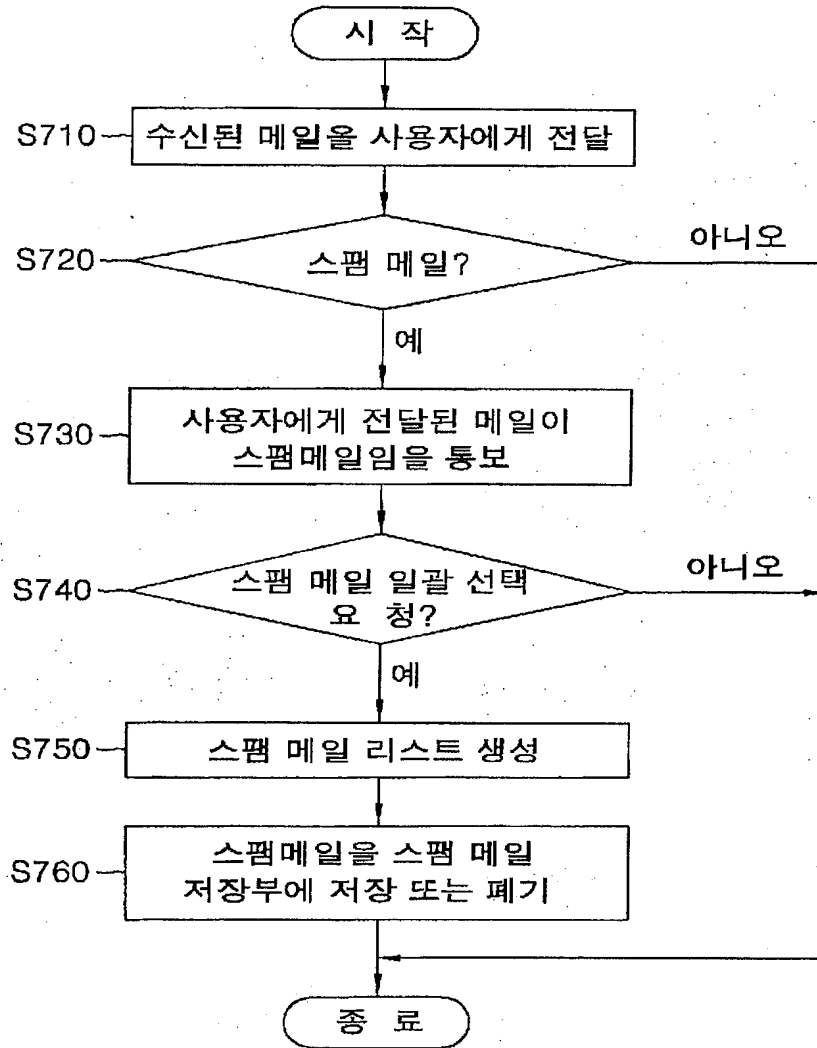 시 작
S710 수신된 메일을 사용자에게 전달
S720 스팸 메일? 아니오
예
S730 사용자에게 전달된 메일이
스팸메일임을 통보
S740 스팸 메일 일괄 선택 아니오
요 청?
예
S750 스팸 메일 리스트 생성
S760 스팸메일을 스팸 메일
저장부에 저장 또는 폐기
종 료